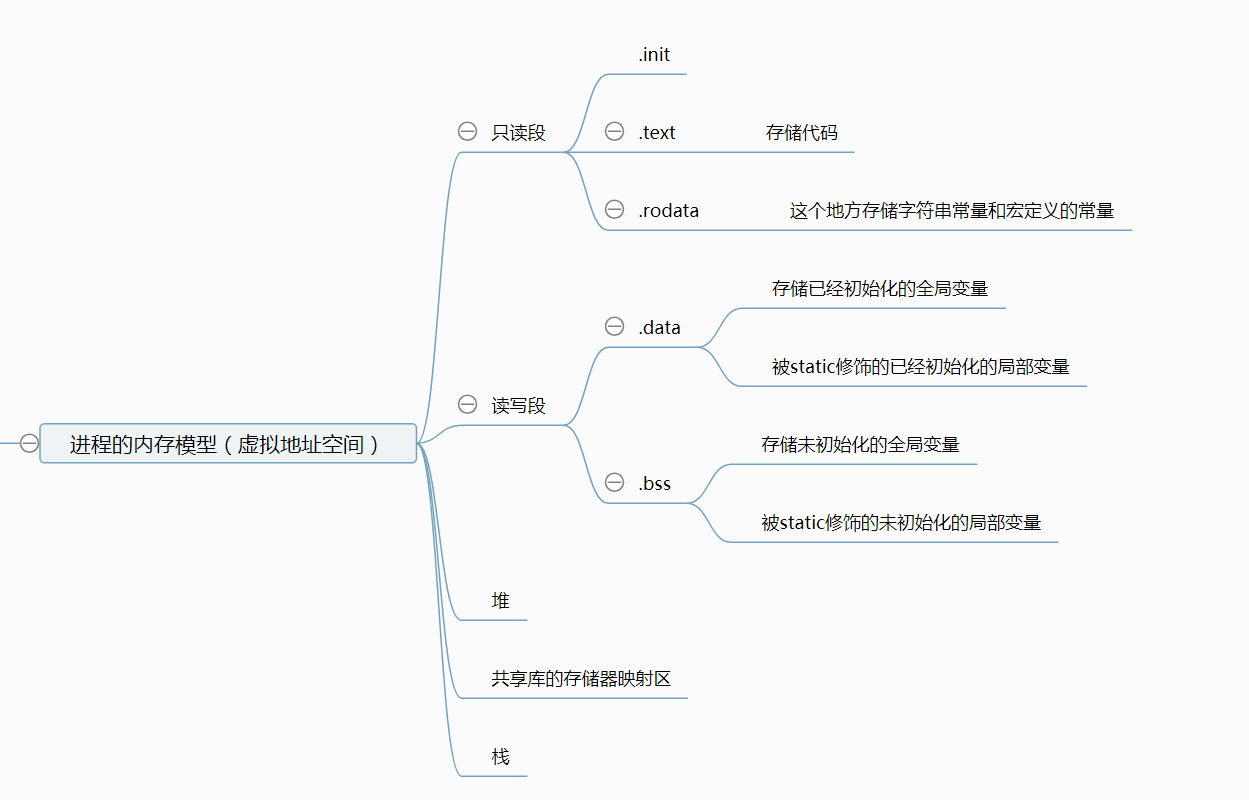 .init
只读段
.text
存储代码
.rodata
这个地方存储字符串常量和宏定义的常量
存储已经初始化的全局变量
.data
被static修饰的已经初始化的局部变量
读写段
进程的内存模型（虚拟地址空间）
存储未初始化的全局变量
.bss
被static修饰的未初始化的局部变量
堆
共享库的存储器映射区
栈